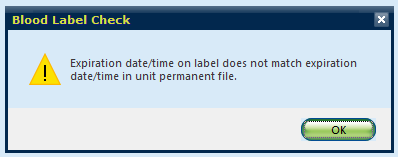 Blood Label Check
Expiration date/time on label does not match expiration
date/time in unit permanent file.
OK